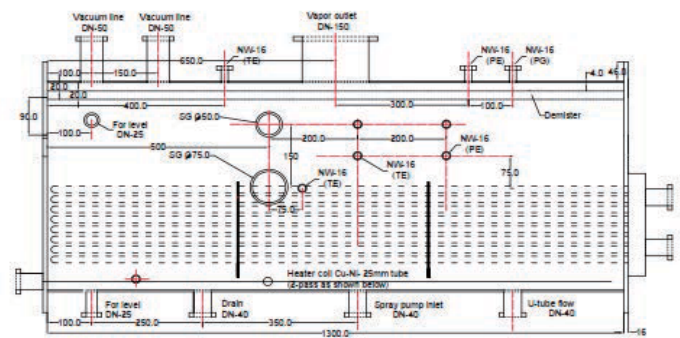 Vacuum line
DN-50
Vacuum line
DN-50
Vapor outlet
DN-150
650.0
NW-16
(TE)
NW-16
(PE)
NW-16
(PG)
100.0
150.0
4.0
46.0
20.0
20.0
400.0
300.0
100.0
Demister
90.0
100.0
For level
DN-25
SG Ø50.0
200.0
200.0
500
150
SG Ø75.0
NW-16
(TE)
NW-16
(TE)
NW-16
(PE)
75.0
75.0
Heater coil Cu-Ni- 25mm tube
(2-pass as shown below)
For level
DN-25
Drain
DN-40
Spray pump inlet
DN-40
U-tube flow
DN-40
100.0
250.0
350.0
1300.0
16